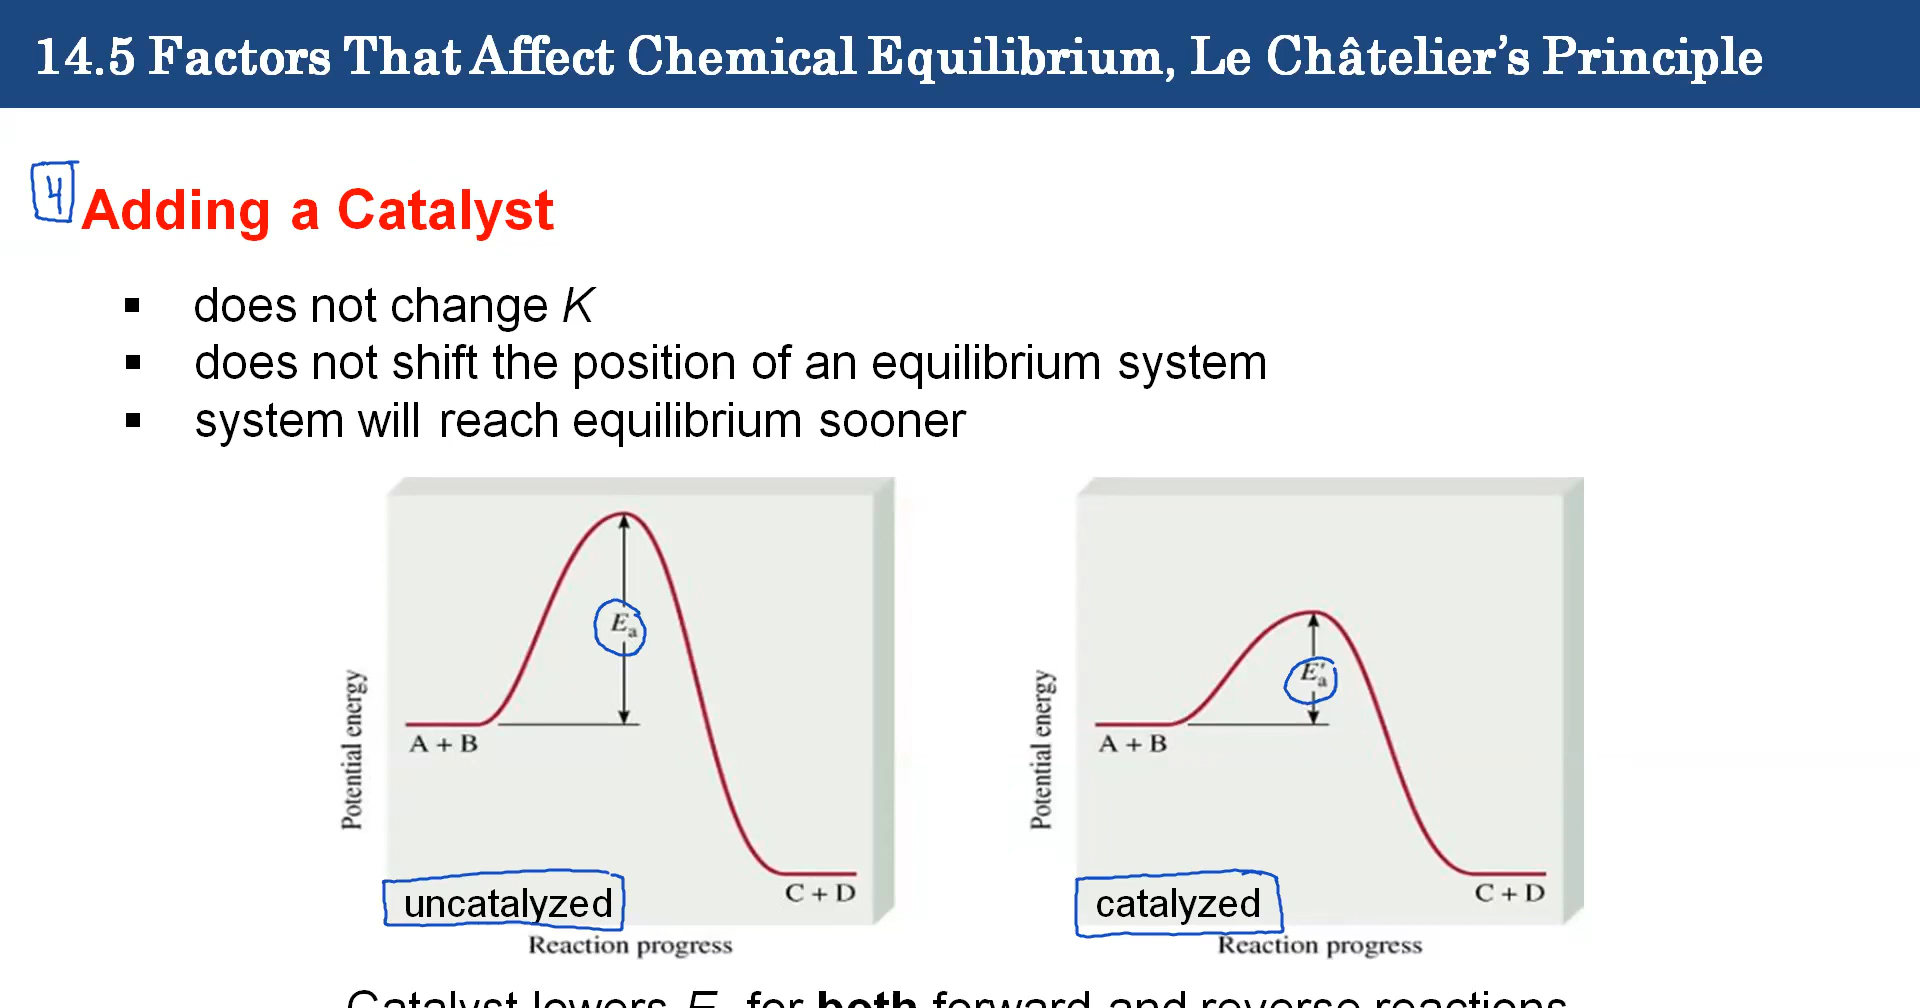 14.5 Factors That Affect Chemical Equilibrium, Le Châtelier's Principle
4
Adding a Catalyst
▪ does not change K
▪ does not shift the position of an equilibrium system
▪ system will reach equilibrium sooner
Potential energy
Eₐ
A + B
C + D
uncatalyzed
Reaction progress
Potential energy
E'ₐ
A + B
C + D
catalyzed
Reaction progress
Catalyst lowers Eₐ for both forward and reverse reactions